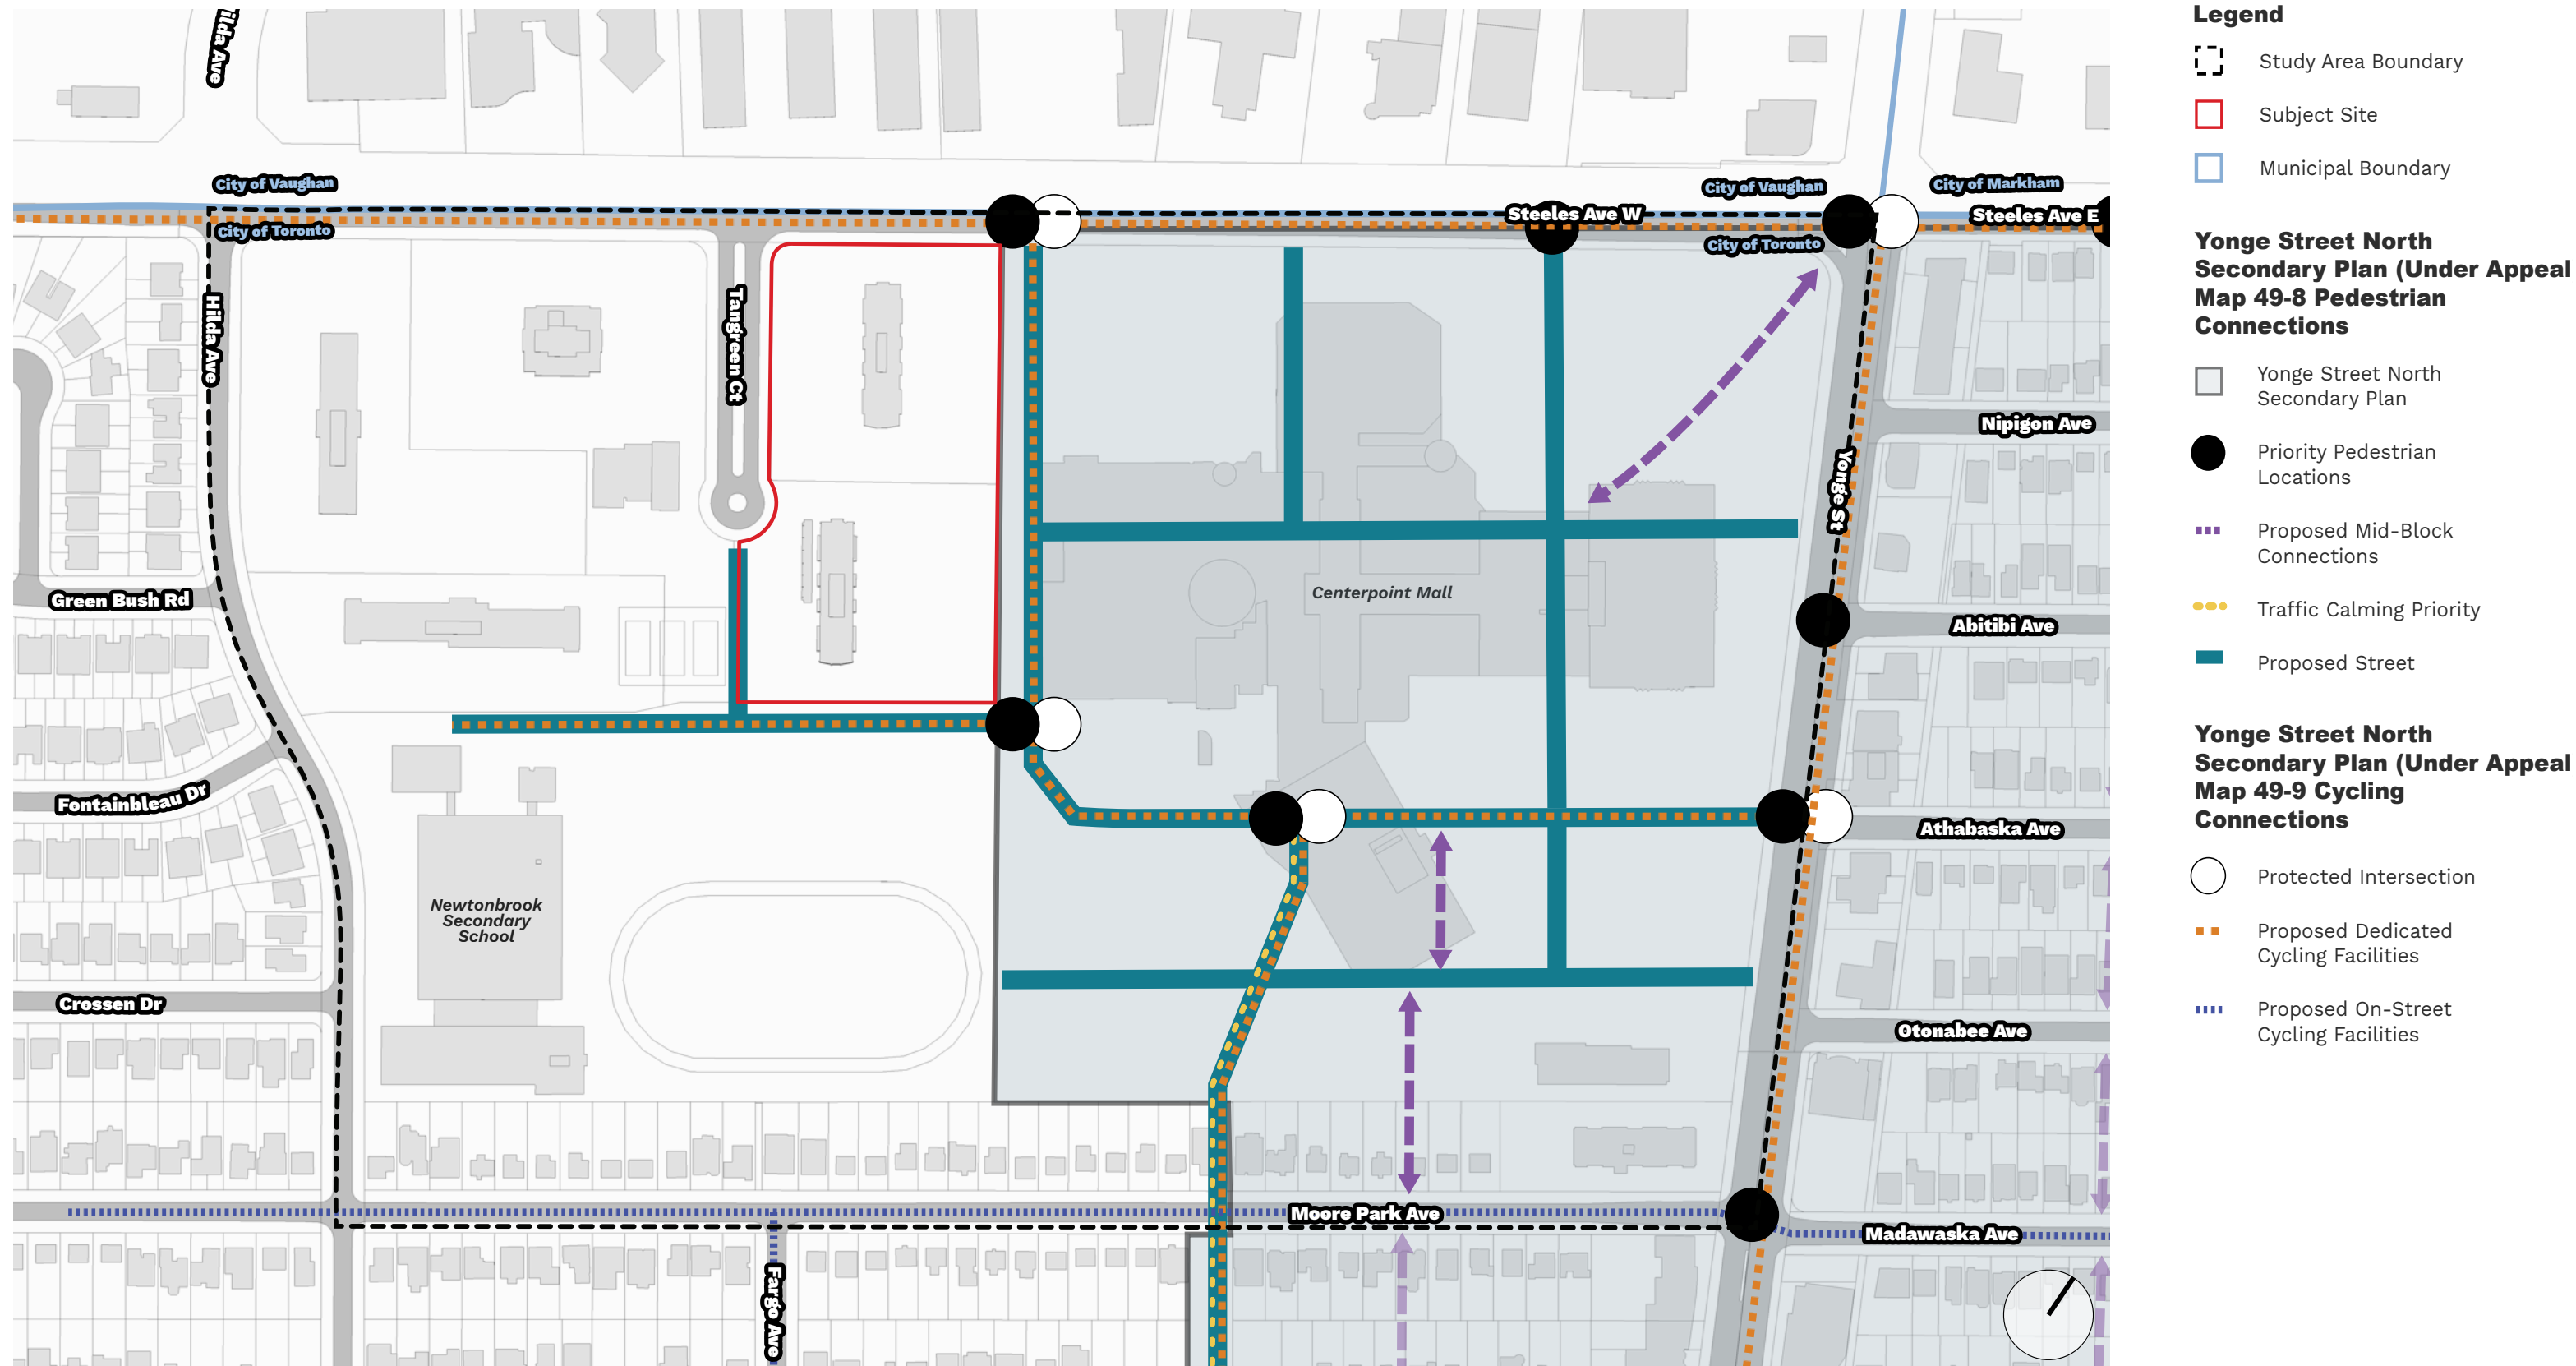 ilda Ave
City of Vaughan
City of Vaughan
City of Markham
Steeles Ave W
Steeles Ave E
City of Toronto
City of Toronto
Hilda Ave
Tangreen Ct
Nipigon Ave
Yonge St
Centerpoint Mall
Green Bush Rd
Abitibi Ave
Fontainbleau Dr
Athabaska Ave
Newtonbrook
Secondary
School
Crossen Dr
Otonabee Ave
Moore Park Ave
Madawaska Ave
Fargo Ave
Legend
Study Area Boundary
Subject Site
Municipal Boundary
Yonge Street North
Secondary Plan (Under Appeal
Map 49-8 Pedestrian
Connections
Yonge Street North
Secondary Plan
Priority Pedestrian
Locations
Proposed Mid-Block
Connections
Traffic Calming Priority
Proposed Street
Yonge Street North
Secondary Plan (Under Appeal
Map 49-9 Cycling
Connections
Protected Intersection
Proposed Dedicated
Cycling Facilities
Proposed On-Street
Cycling Facilities